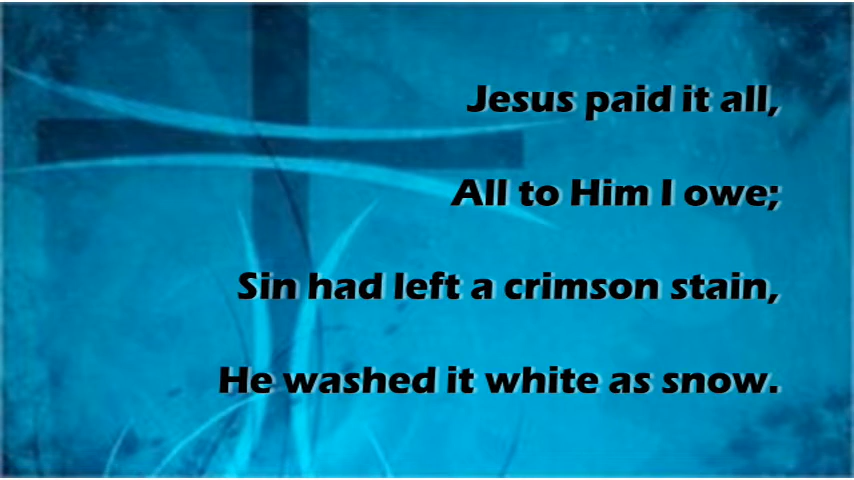 Jesus paid it all,
All to Him I owe;
Sin had left a crimson stain,
He washed it white as snow.